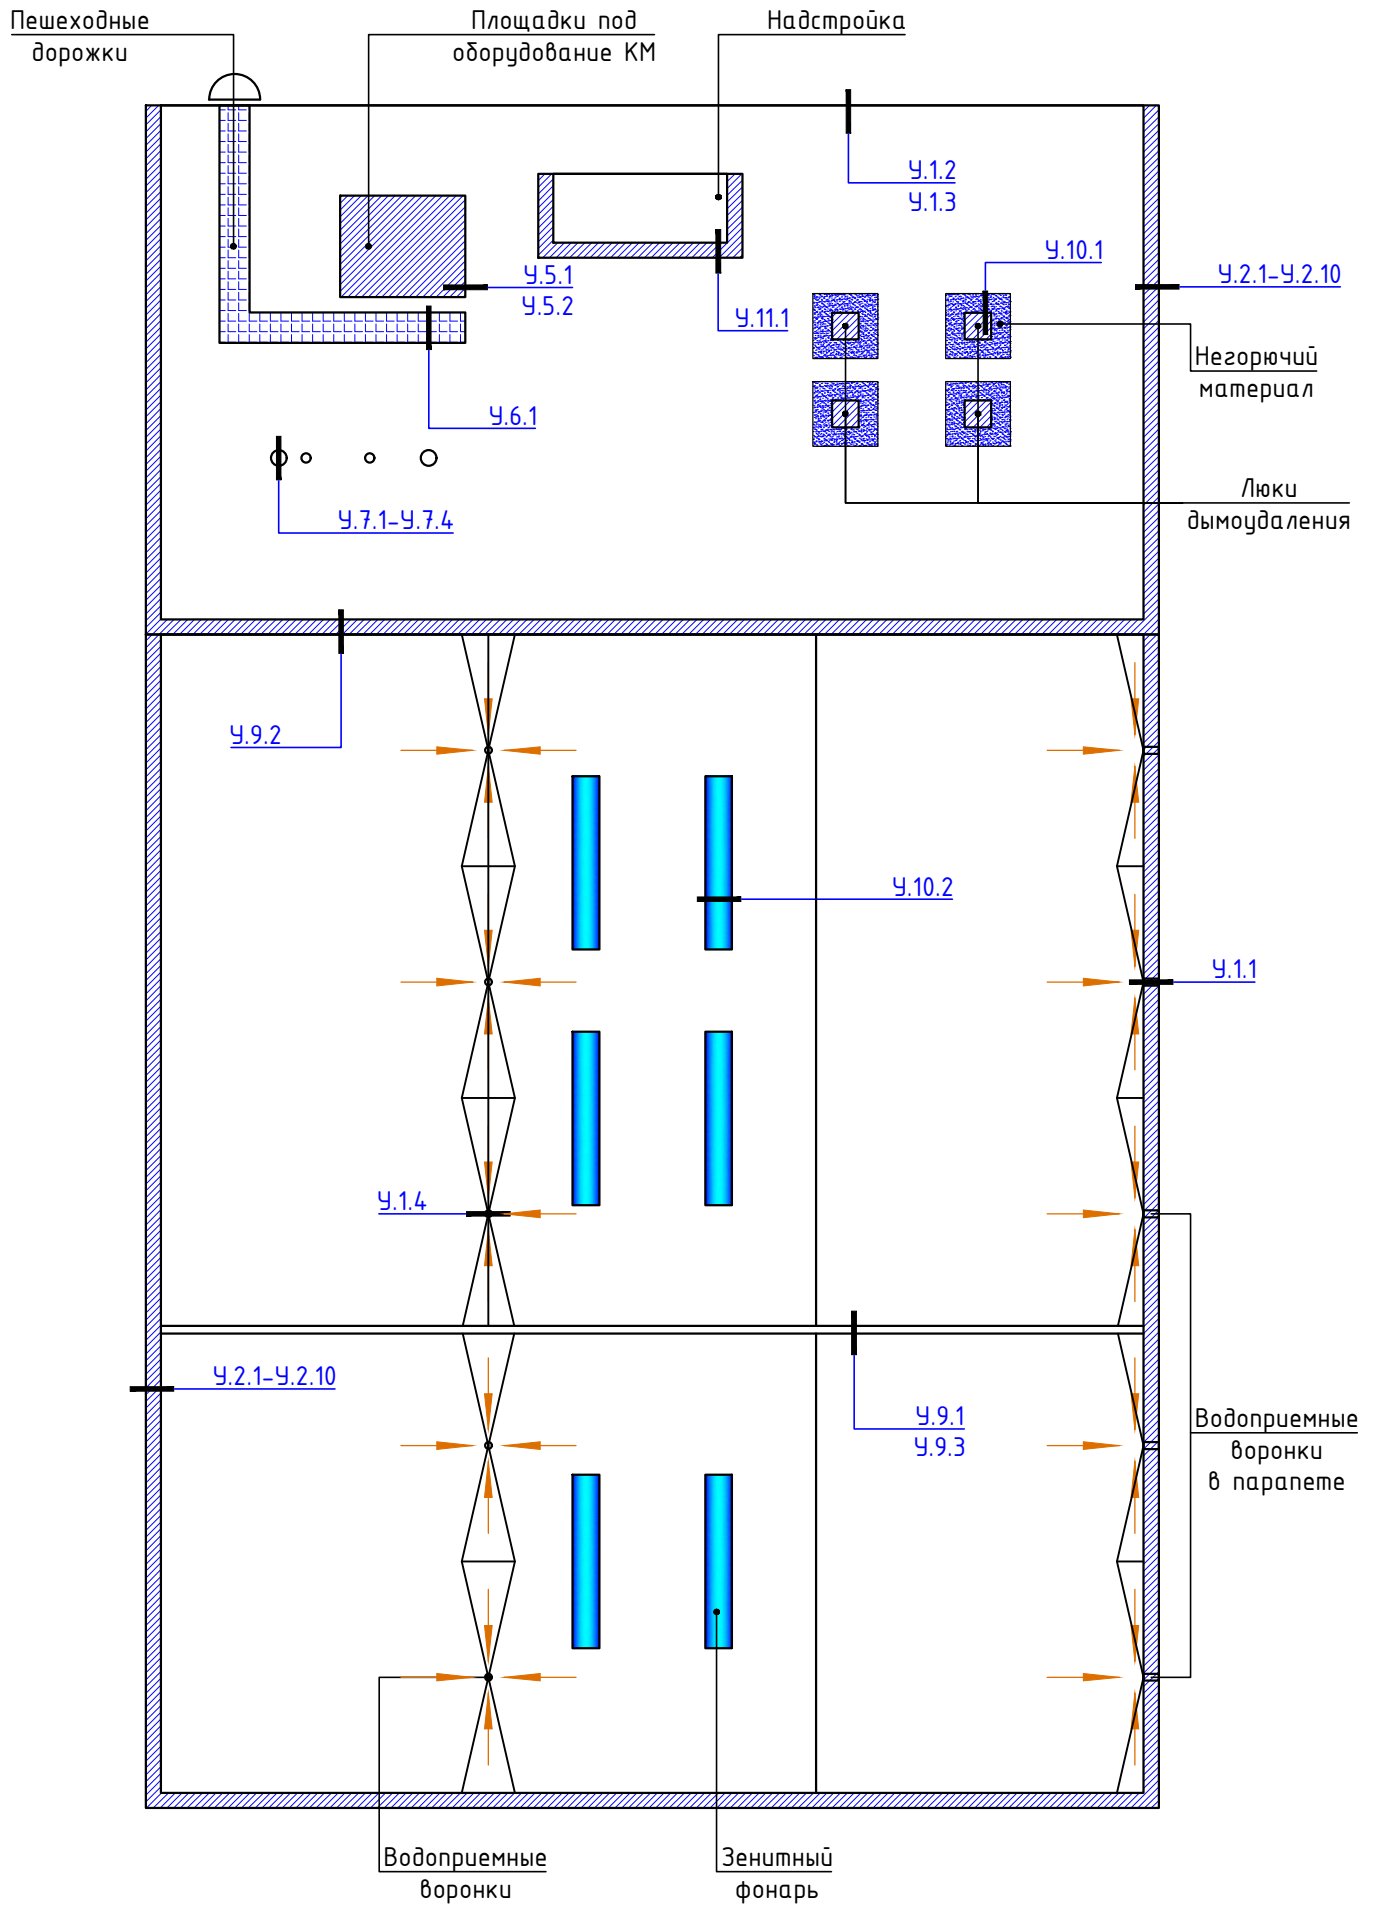 Пешеходные
дорожки
Площадки под
оборудование КМ
Надстройка
У.1.2
У.1.3
У.10.1
У.2.1-У.2.10
У.5.1
У.5.2
У.11.1
Негорючий
материал
У.6.1
Люки
дымоудаления
У.7.1-У.7.4
У.9.2
У.10.2
У.1.1
У.1.4
У.2.1-У.2.10
У.9.1
У.9.3
Водоприемные
воронки
в парапете
Водоприемные
воронки
Зенитный
фонарь